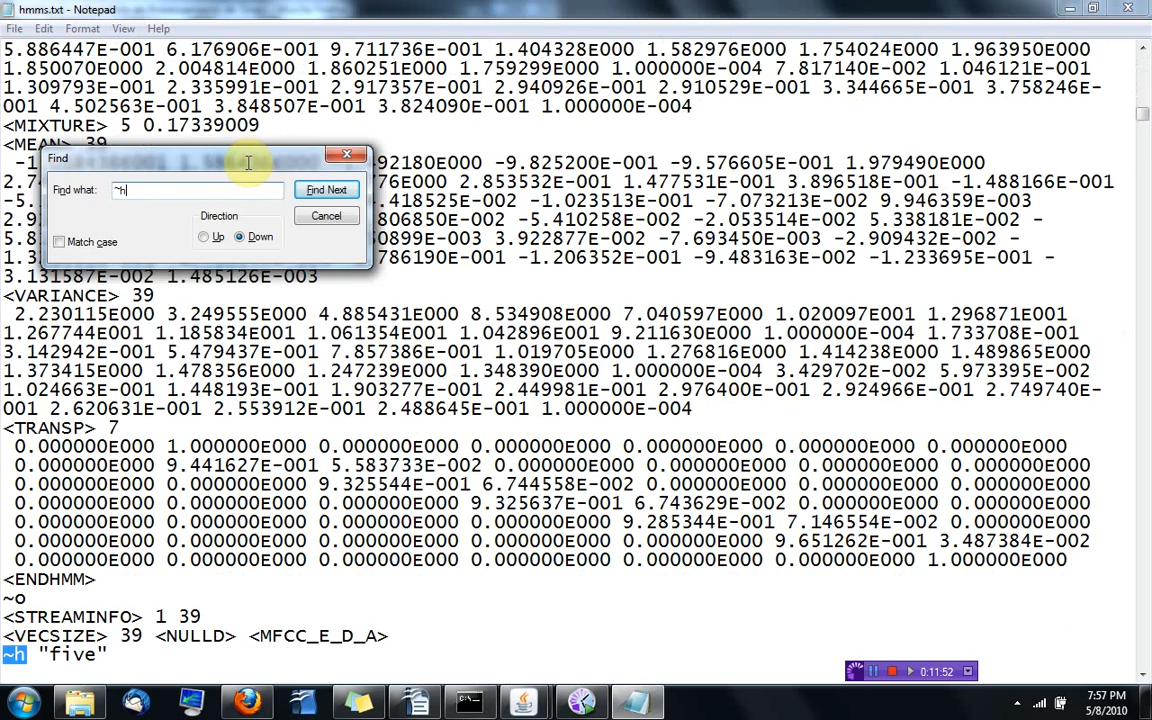 hmms.txt - Notepad
File Edit Format View Help
5.886447E-001 6.176906E-001 9.711736E-001 1.404328E000 1.582976E000 1.754024E000 1.963950E000
1.850070E000 2.004814E000 1.860251E000 1.759299E000 1.000000E-004 7.817140E-002 1.046121E-001
1.309793E-001 2.335991E-001 2.917357E-001 2.940926E-001 2.910529E-001 3.344665E-001 3.758246E-
001 4.502563E-001 3.848507E-001 3.824090E-001 1.000000E-004
<MIXTURE> 5 0.17339009
<MEAN> 39
92180E000 -9.825200E-001 -9.576605E-001 1.979490E000
776E000 2.853532E-001 1.477531E-001 3.896518E-001 -1.466188E-001
.418525E-002 -1.023513E-001 -7.073213E-002 9.946359E-003
806850E-002 -5.410258E-002 -2.053514E-002 5.338181E-002 -
30899E-003 3.922877E-002 -7.693450E-003 -2.909432E-002 -
786190E-001 -1.206352E-001 -9.483163E-002 -1.233695E-001 -
3.131587E-002 1.485126E-003
Find
Find what: ~h Find Next
Direction Cancel
Match case Up Down
<VARIANCE> 39
2.230115E000 3.249555E000 4.885431E000 8.534908E000 7.040597E000 1.020097E001 1.296871E001
1.267744E001 1.185834E001 1.061354E001 1.042896E001 9.211630E000 1.000000E-004 1.733708E-001
3.142942E-001 5.479437E-001 7.857386E-001 1.019705E000 1.276816E000 1.414238E000 1.489865E000
1.373415E000 1.478356E000 1.247239E000 1.348390E000 1.000000E-004 3.429702E-002 5.973395E-002
1.024663E-001 1.448193E-001 1.903277E-001 2.449981E-001 2.976400E-001 2.924966E-001 2.749740E-
001 2.620631E-001 2.553912E-001 2.488645E-001 1.000000E-004
<TRANSP> 7
0.000000E000 1.000000E000 0.000000E000 0.000000E000 0.000000E000 0.000000E000 0.000000E000
0.000000E000 9.441627E-001 5.583733E-002 0.000000E000 0.000000E000 0.000000E000 0.000000E000
0.000000E000 0.000000E000 9.325544E-001 6.744558E-002 0.000000E000 0.000000E000 0.000000E000
0.000000E000 0.000000E000 0.000000E000 9.325637E-001 6.743629E-002 0.000000E000 0.000000E000
0.000000E000 0.000000E000 0.000000E000 0.000000E000 9.285344E-001 7.146554E-002 0.000000E000
0.000000E000 0.000000E000 0.000000E000 0.000000E000 0.000000E000 9.651262E-001 3.487384E-002
0.000000E000 0.000000E000 0.000000E000 0.000000E000 0.000000E000 0.000000E000 1.000000E000
<ENDHMM>
~o
<STREAMINFO> 1 39
<VECSIZE> 39 <NULLD> <MFCC_E_D_A>
~h "five"
0:11:52
7:57 PM
5/8/2010